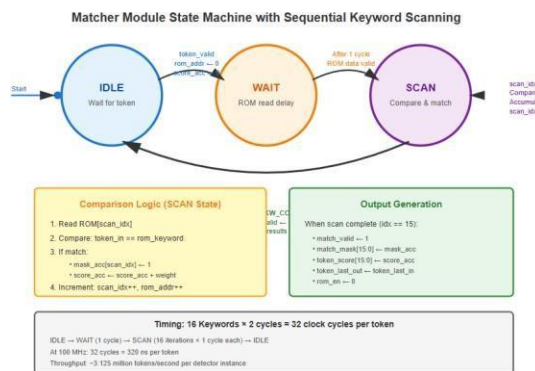 Matcher Module State Machine with Sequential Keyword Scanning
token_valid
rom_addr ← 0
score_acc
After 1 cycle
ROM data valid
Start
IDLE
Wait for token
WAIT
ROM read delay
SCAN
Compare & match
scan_id
Compar
Accumula
scan_id
Comparison Logic (SCAN State)
1. Read ROM[scan_idx]
2. Compare: token_in == rom_keyword
3. If match:
• mask_acc[scan_idx] ← 1
• score_acc ← score_acc + weight
4. Increment: scan_idx++, rom_addr++
KW_CO
valid ←
results
Output Generation
When scan complete (idx == 15):
• match_valid ← 1
• match_mask[15:0] ← mask_acc
• token_score[15:0] ← score_acc
• token_last_out ← token_last_in
• rom_en ← 0
Timing: 16 Keywords × 2 cycles = 32 clock cycles per token
IDLE → WAIT (1 cycle) → SCAN (16 iterations × 1 cycle each) → IDLE
At 100 MHz: 32 cycles = 320 ns per token
Throughput: ~3.125 million tokens/second per detector instance